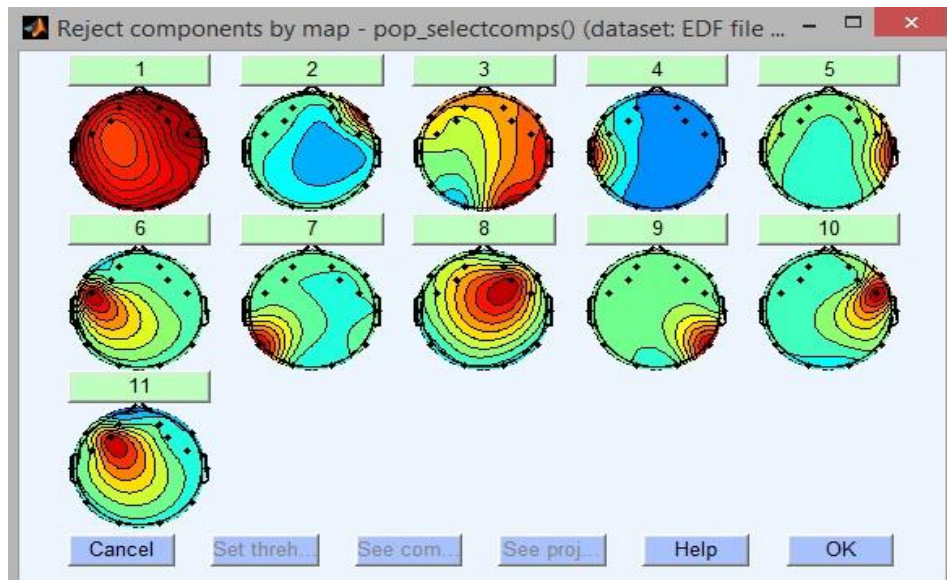 Reject components by map - pop_selectcomps() (dataset: EDF file ...
1 2 3 4 5
6 7 8 9 10
11
Cancel Set threh... See com... See proj... Help OK